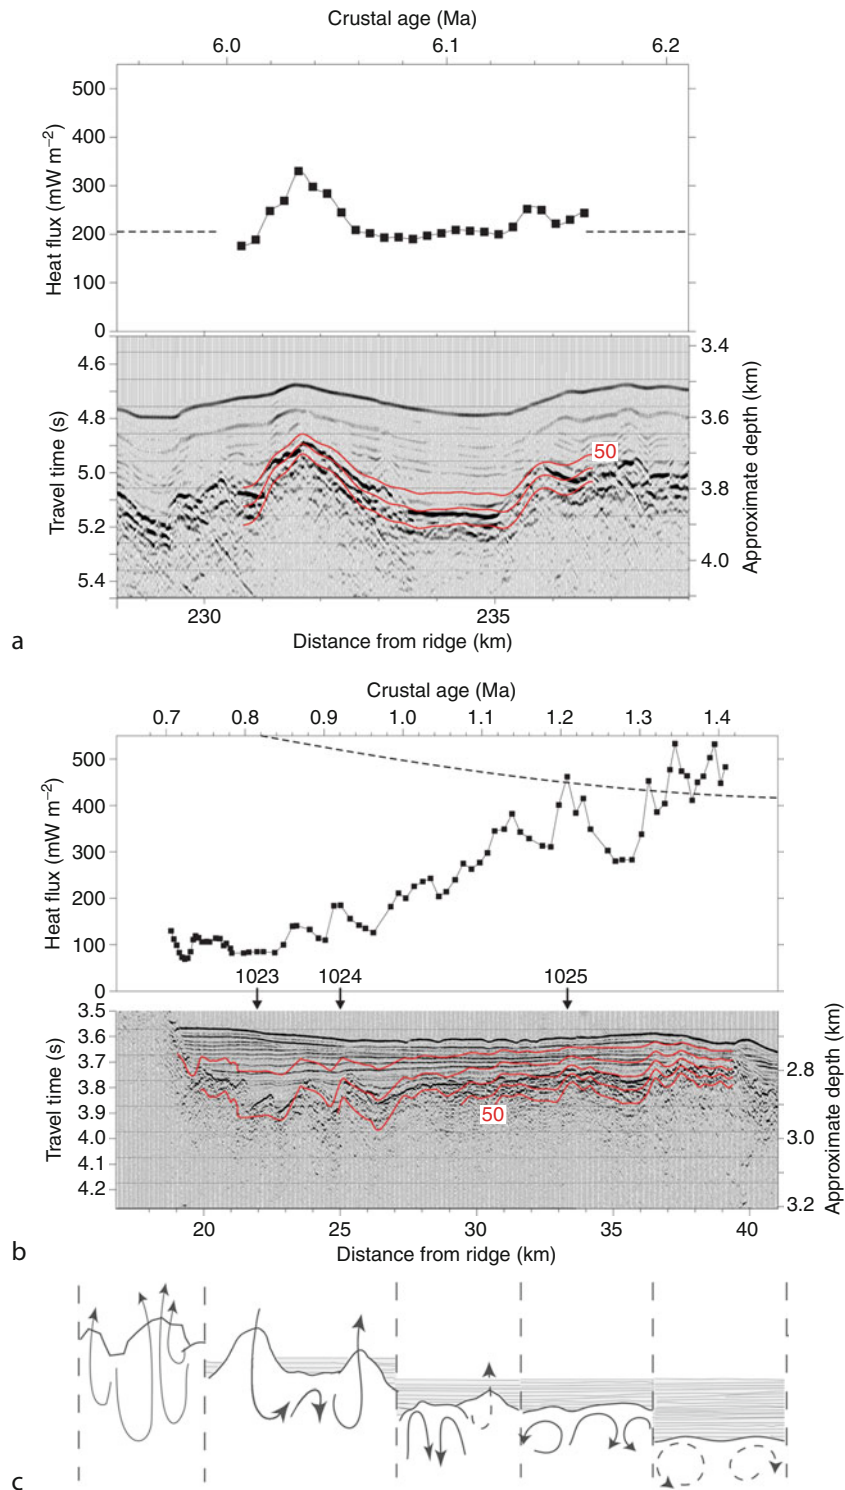 Crustal age (Ma)
6.0 6.1 6.2
Heat flux (mW m⁻²)
500
400
300
200
100
0
Travel time (s)
4.6
4.8
5.0
5.2
5.4
50
3.4
3.6
3.8
4.0
Approximate depth (km)
230 235
Distance from ridge (km)
a
Crustal age (Ma)
0.7 0.8 0.9 1.0 1.1 1.2 1.3 1.4
Heat flux (mW m⁻²)
500
400
300
200
100
0
1023 1024 1025
Travel time (s)
3.5
3.6
3.7
3.8
3.9
4.0
4.1
4.2
50
2.8
3.0
3.2
Approximate depth (km)
20 25 30 35 40
Distance from ridge (km)
b
c